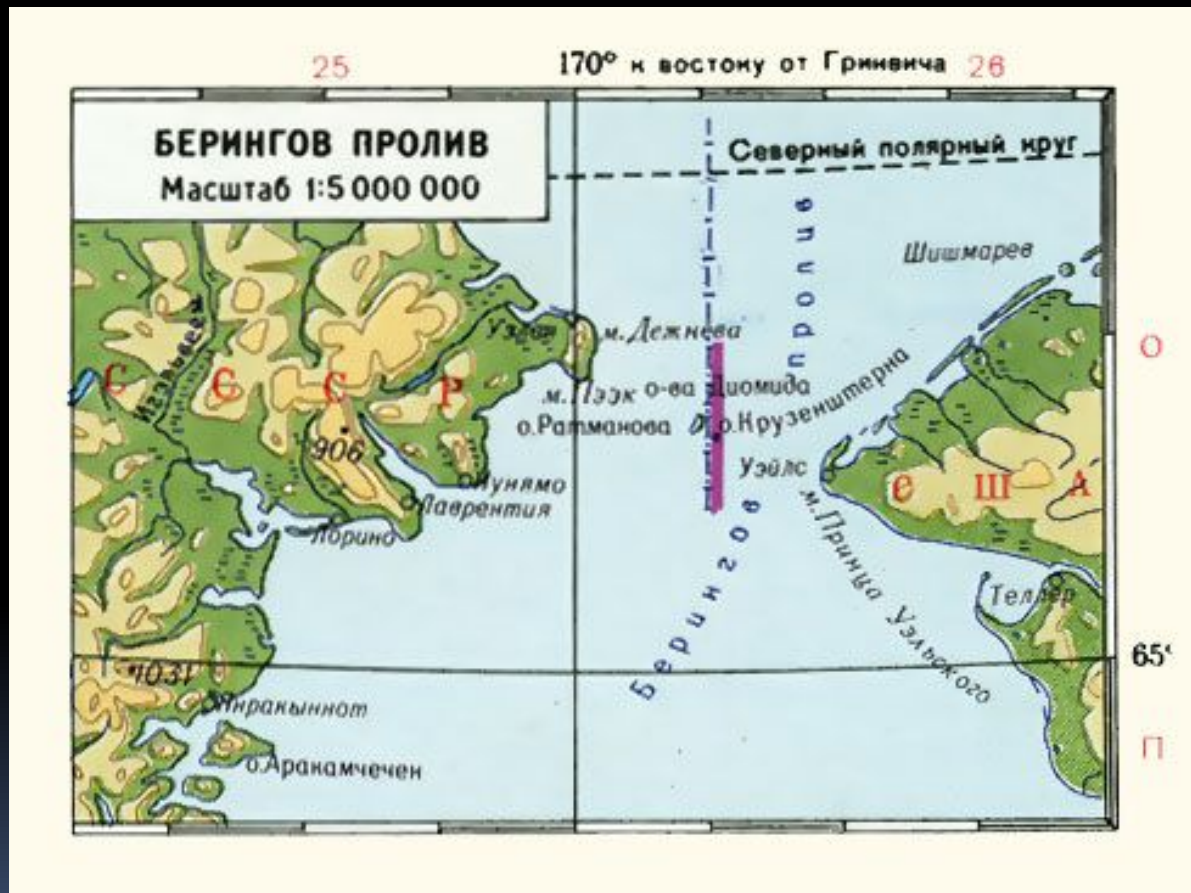 25
170° к востоку от Гринвича 26
БЕРИНГОВ ПРОЛИВ
Масштаб 1:5 000 000
Северный полярный круг
Шишмарев
Уэлен
м. Дежнева
О
м. Пээк о-ва Диомида
С С С Р
о. Ратманова о. Крузенштерна
906
Уэйлс
Нунямо
Лаврентия
Лорино
С Ш А
Берингов пролив
м. Принца Уэльского
Теллер
65°
1031
Янракыннот
о. Аракамчечен
П